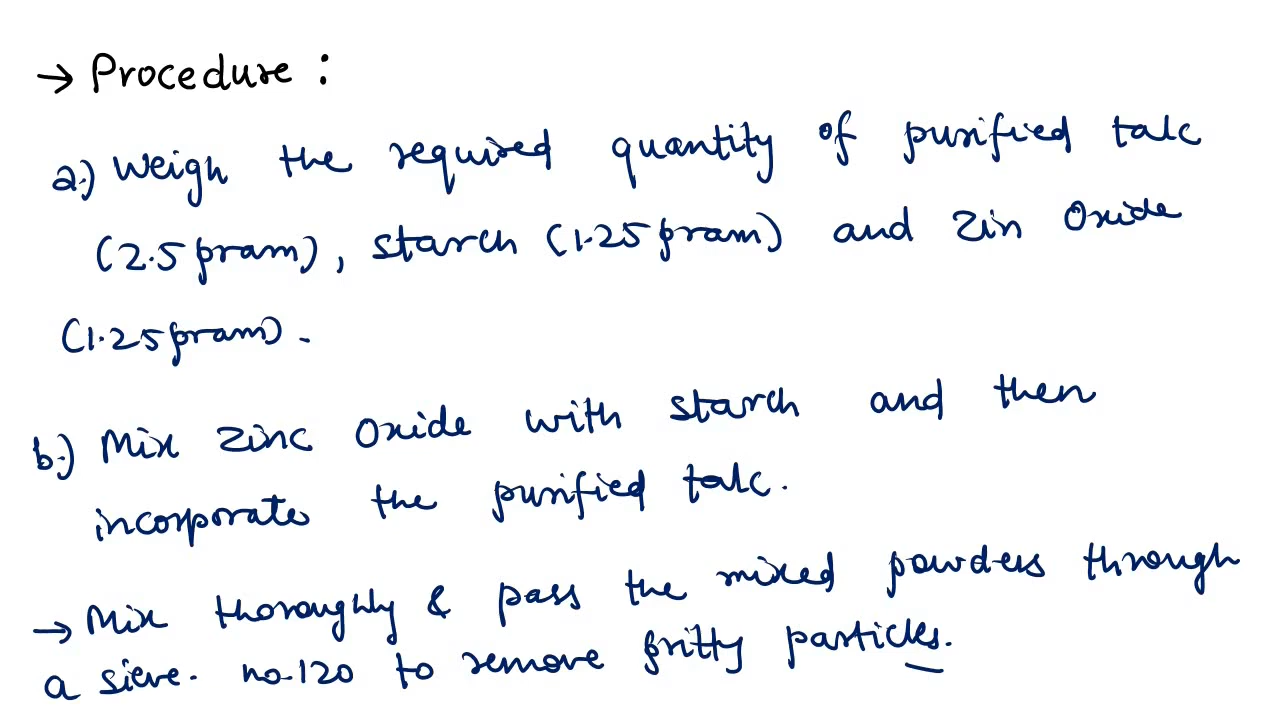 → Procedure :
a.) Weigh the required quantity of purified talc
(2.5 gram), starch (1.25 gram) and Zin Oxide
(1.25 gram).
b.) Mix Zinc Oxide with starch and then
incorporate the purified talc.
→ Mix thoroughly & pass the mixed powders through
a sieve. no.120 to remove gritty particles.